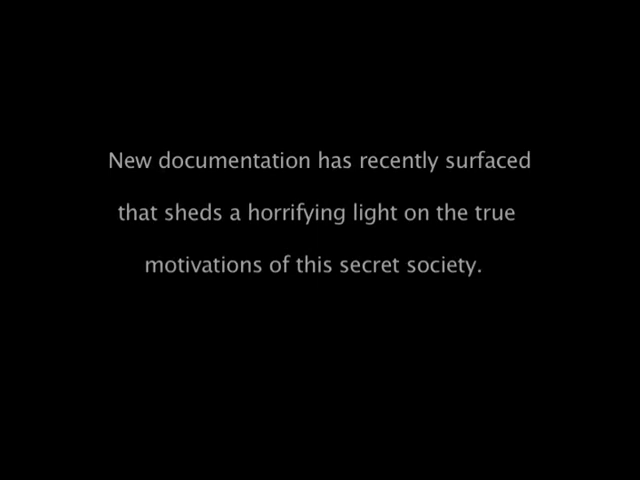 New documentation has recently surfaced
that sheds a horrifying light on the true
motivations of this secret society.